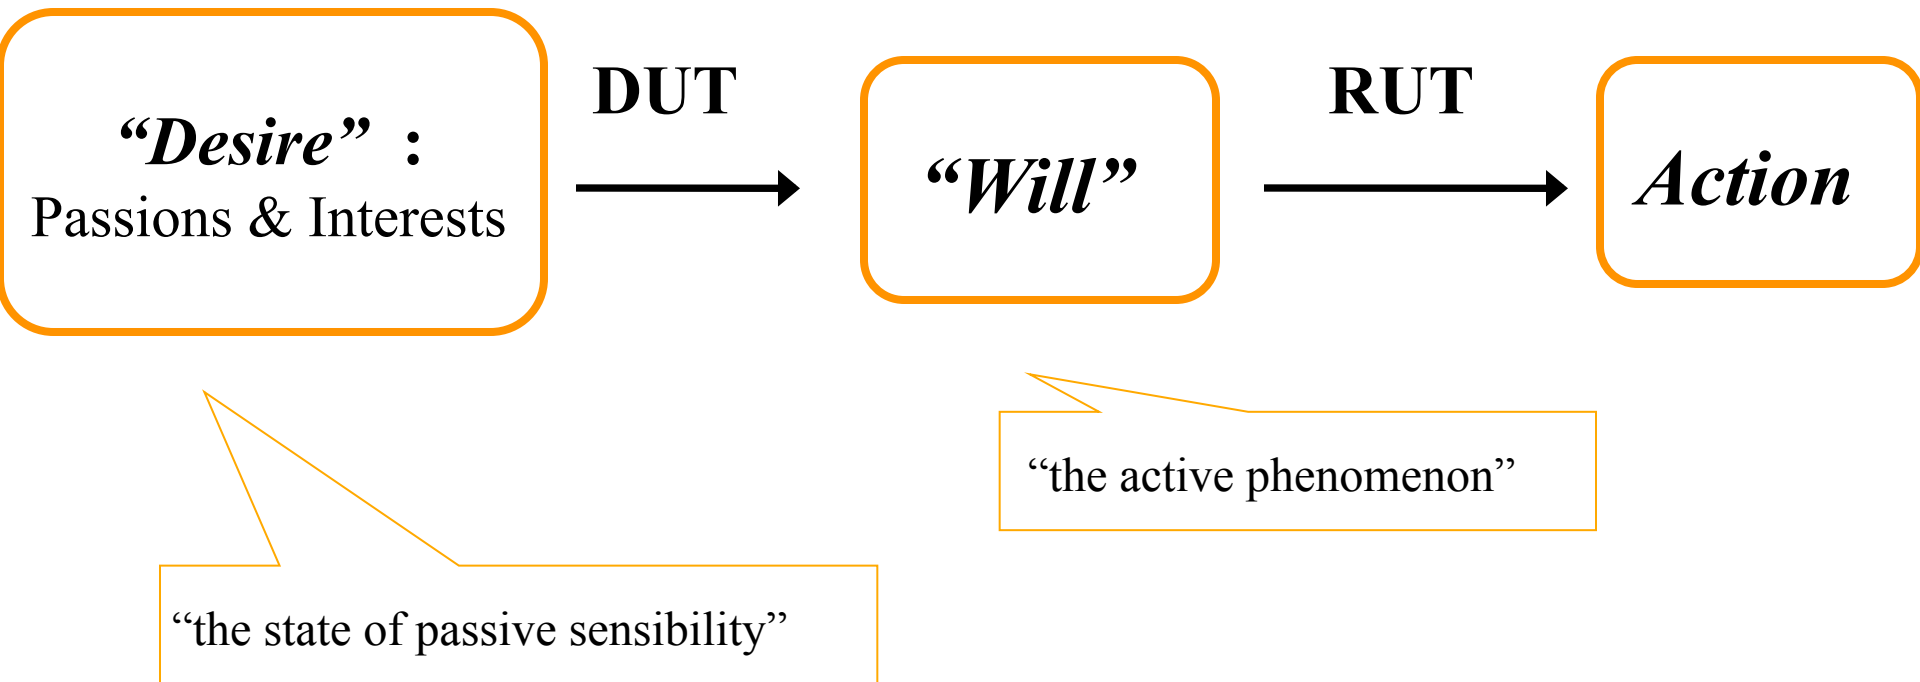 “Desire” :
Passions & Interests
DUT
“Will”
RUT
Action
“the active phenomenon”
“the state of passive sensibility”